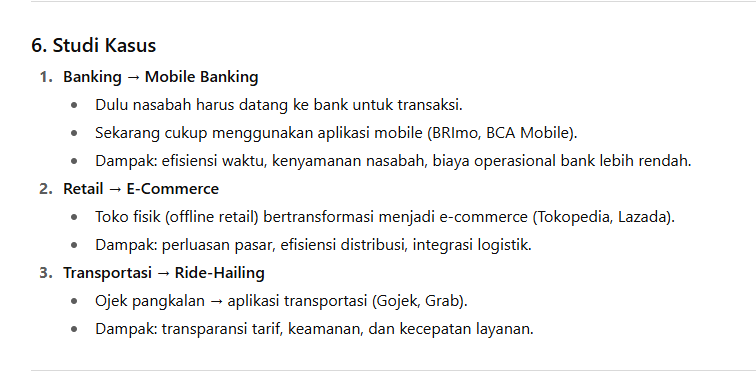 6. Studi Kasus
1. Banking → Mobile Banking
• Dulu nasabah harus datang ke bank untuk transaksi.
• Sekarang cukup menggunakan aplikasi mobile (BRImo, BCA Mobile).
• Dampak: efisiensi waktu, kenyamanan nasabah, biaya operasional bank lebih rendah.
2. Retail → E-Commerce
• Toko fisik (offline retail) bertransformasi menjadi e-commerce (Tokopedia, Lazada).
• Dampak: perluasan pasar, efisiensi distribusi, integrasi logistik.
3. Transportasi → Ride-Hailing
• Ojek pangkalan → aplikasi transportasi (Gojek, Grab).
• Dampak: transparansi tarif, keamanan, dan kecepatan layanan.